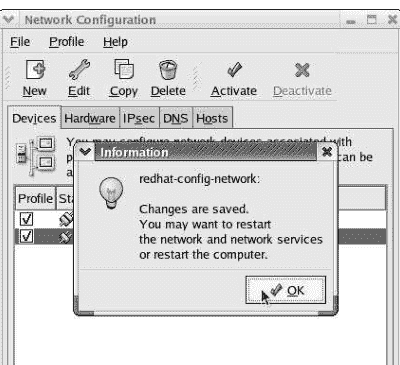 Network Configuration
File Profile Help
New Edit Copy Delete Activate Deactivate
Devices Hardware IPsec DNS Hosts
You may configure network devices associated with
can be
Information
Profile
redhat-config-network:
Changes are saved.
You may want to restart
the network and network services
or restart the computer.
OK